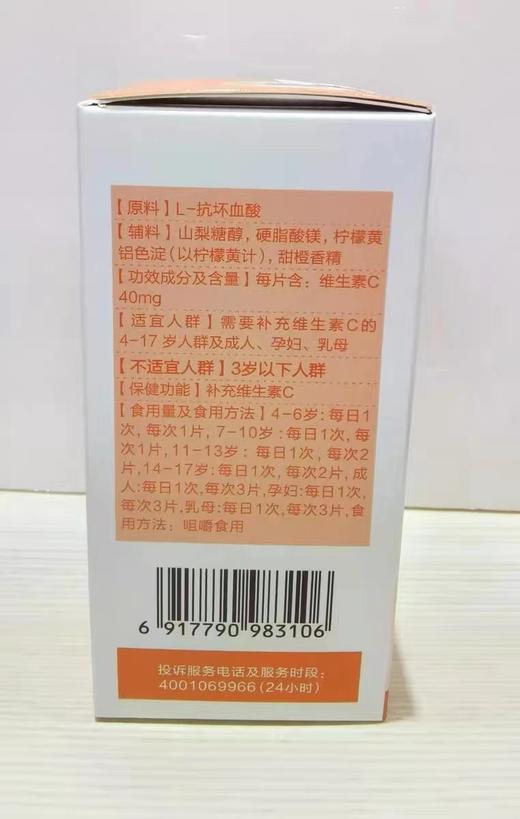 【原料】L-抗坏血酸
【辅料】山梨糖醇，硬脂酸镁，柠檬黄
铝色淀（以柠檬黄计），甜橙香精
【功效成分及含量】每片含：维生素C
40mg
【适宜人群】需要补充维生素C的
4-17岁人群及成人、孕妇、乳母
【不适宜人群】3岁以下人群
【保健功能】补充维生素C
【食用量及食用方法】4-6岁：每日1
次，每次1片，7-10岁：每日1次，每
次1片，11-13岁：每日1次，每次2
片,14-17岁:每日1次，每次2片,成
人:每日1次,每次3片,孕妇:每日1次,
每次3片,乳母:每日1次,每次3片,食
用方法：咀嚼食用
6 917790 983106
投诉服务电话及服务时段：
4001069966(24小时)